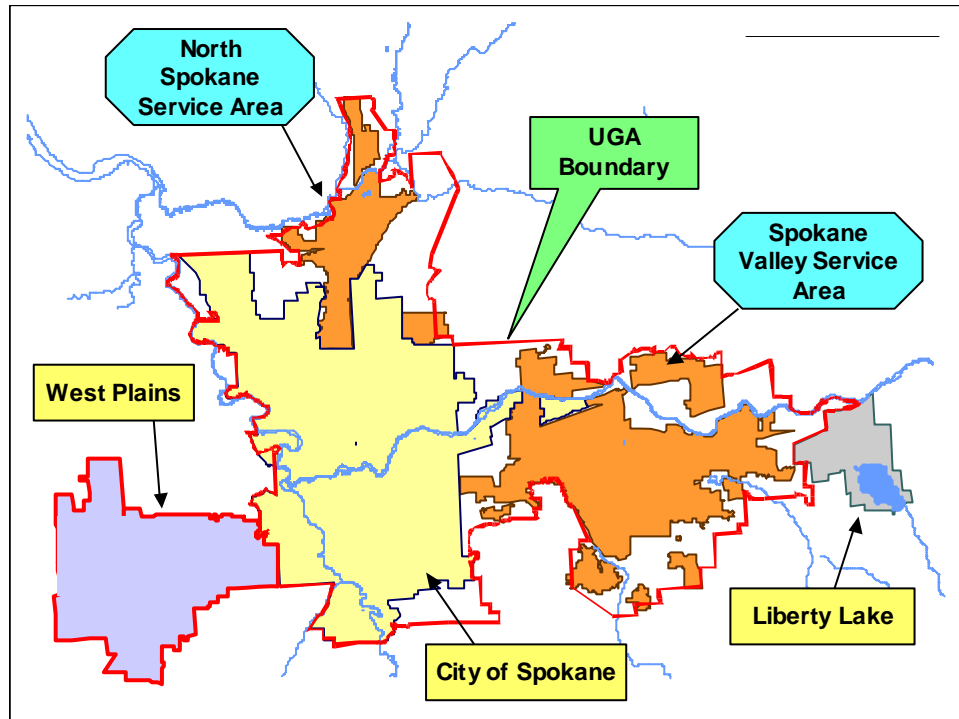 North
Spokane
Service Area
UGA
Boundary
Spokane
Valley Service
Area
West Plains
Liberty Lake
City of Spokane